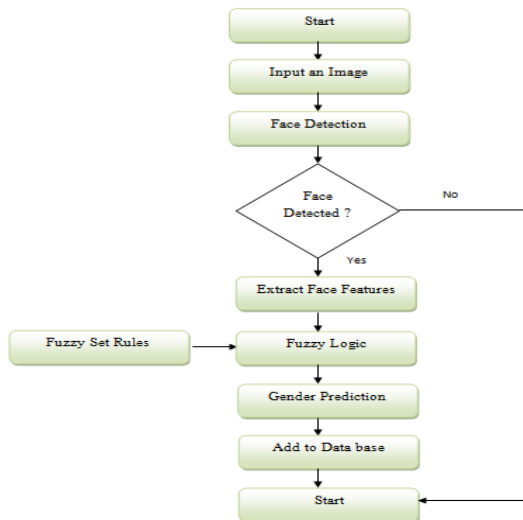 Start
Input an Image
Face Detection
Face
Detected ?
No
Yes
Extract Face Features
Fuzzy Set Rules
Fuzzy Logic
Gender Prediction
Add to Data base
Start